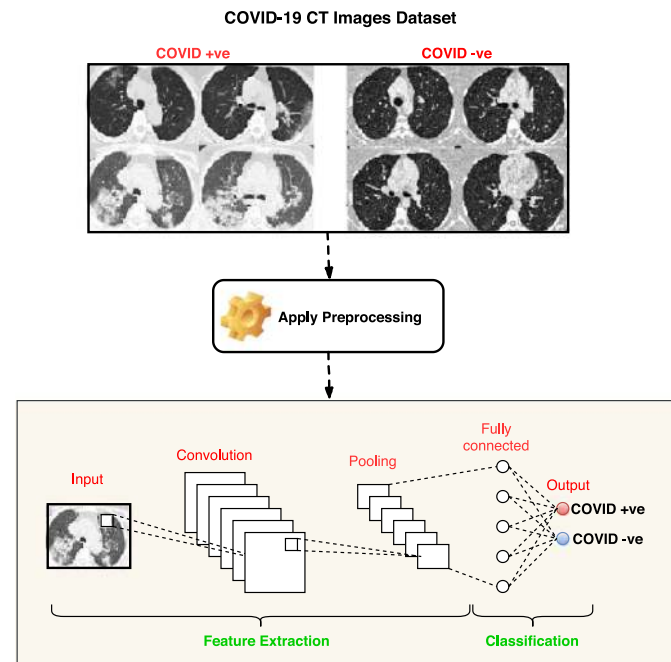 COVID-19 CT Images Dataset
COVID +ve
COVID -ve
Apply Preprocessing
Fully
connected
Convolution
Pooling
Input
Output
COVID +ve
COVID -ve
Feature Extraction
Classification